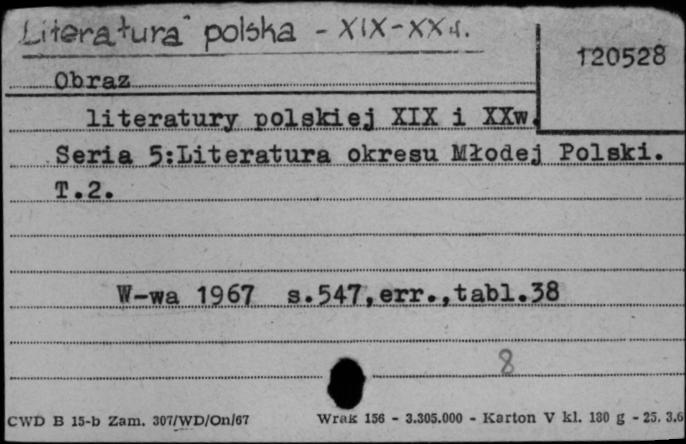 Literatura polska - XIX-XX w.
120528
Obraz
literatury polskiej XIX i XXw.
Seria 5:Literatura okresu Młodej Polski.
T.2.
W-wa 1967 s.547,err.,tabl.38
8
CWD B 15-b Zam. 307/WD/On/67 Wrak 156 - 3.305.000 - Karton V kl. 180 g - 25. 3.6